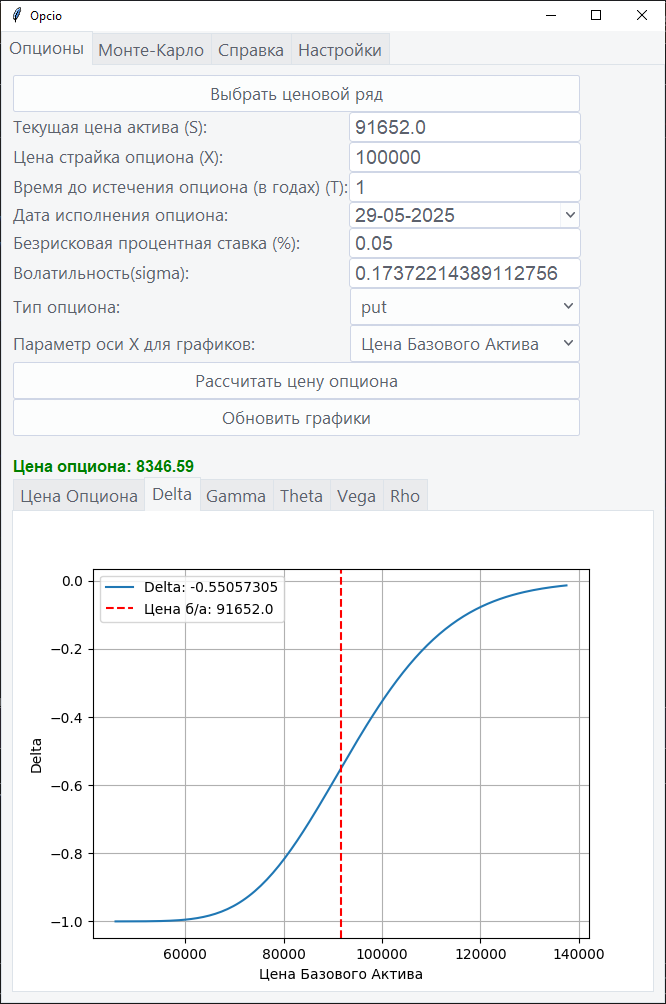 Opcio
Опционы Монте-Карло Справка Настройки
Выбрать ценовой ряд
Текущая цена актива (S): 91652.0
Цена страйка опциона (X): 100000
Время до истечения опциона (в годах) (T): 1
Дата исполнения опциона: 29-05-2025
Безрисковая процентная ставка (%): 0.05
Волатильность(sigma): 0.17372214389112756
Тип опциона: put
Параметр оси X для графиков: Цена Базового Актива
Рассчитать цену опциона
Обновить графики
Цена опциона: 8346.59
Цена Опциона Delta Gamma Theta Vega Rho
Delta: -0.55057305
Цена б/а: 91652.0
0.0
−0.2
−0.4
−0.6
−0.8
−1.0
Delta
60000 80000 100000 120000 140000
Цена Базового Актива